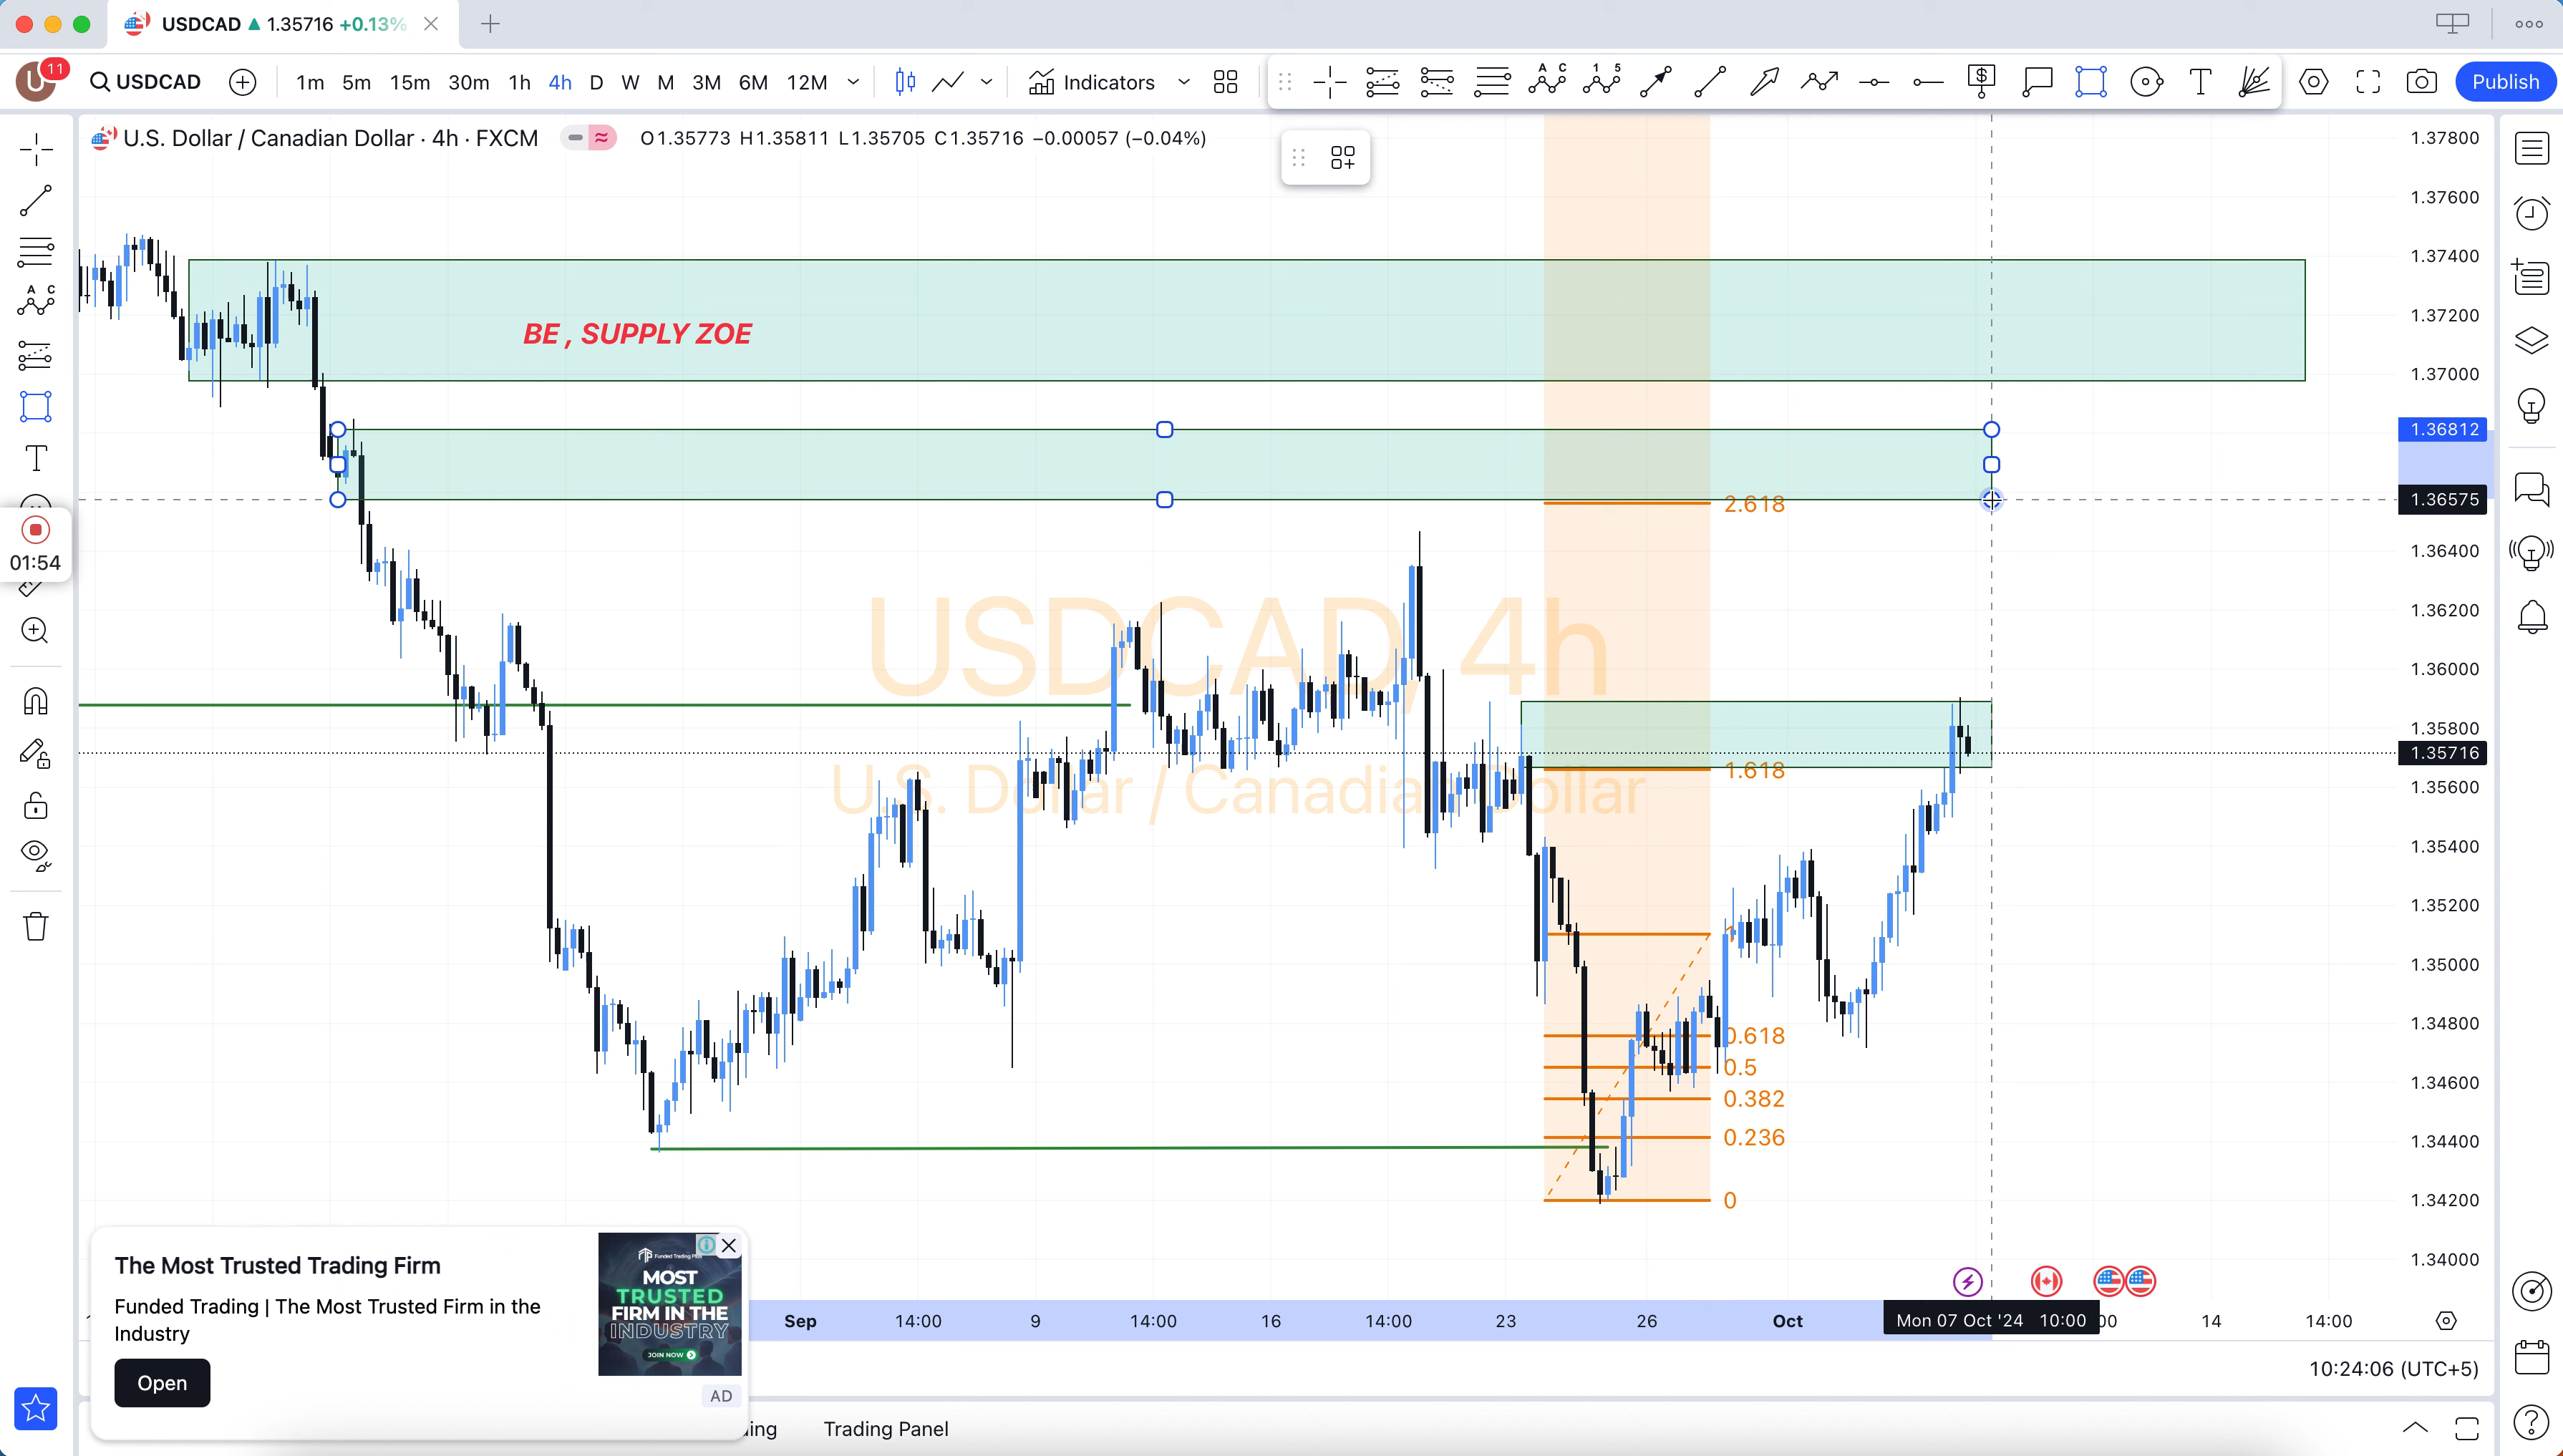 USDCAD ▲ 1.35716 +0.13%
U 11 USDCAD 1m 5m 15m 30m 1h 4h D W M 3M 6M 12M Indicators Publish
U.S. Dollar / Canadian Dollar · 4h · FXCM O1.35773 H1.35811 L1.35705 C1.35716 −0.00057 (−0.04%)
1.37800
1.37600
1.37400
1.37200
1.37000
1.36812
1.36575
1.36400
1.36200
1.36000
1.35800
1.35716
1.35600
1.35400
1.35200
1.35000
1.34800
1.34600
1.34400
1.34200
1.34000
BE , SUPPLY ZOE
01:54
USDCAD, 4h
U.S. Dollar / Canadian Dollar
2.618
1.618
1
0.618
0.5
0.382
0.236
0
The Most Trusted Trading Firm
Funded Trading | The Most Trusted Firm in the
Industry
Open
MOST
TRUSTED
FIRM IN THE
INDUSTRY
JOIN NOW
AD
Sep 14:00 9 14:00 16 14:00 23 26 Oct Mon 07 Oct '24 10:00 14 14:00
10:24:06 (UTC+5)
Trading Panel